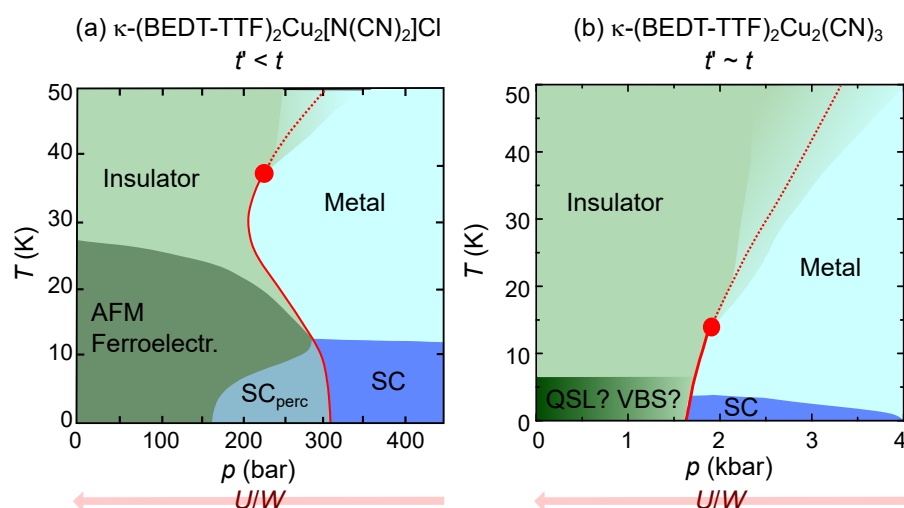 (a) κ-(BEDT-TTF)₂Cu₂[N(CN)₂]Cl
t' < t
50
40
30
20
10
0
T (K)
Insulator
Metal
AFM
Ferroelectr.
SCperc
SC
0 100 200 300 400
p (bar)
U/W
(b) κ-(BEDT-TTF)₂Cu₂(CN)₃
t' ~ t
50
40
30
20
10
0
T (K)
Insulator
Metal
QSL? VBS?
SC
0 1 2 3 4
p (kbar)
U/W